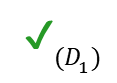 ✓ (D₁)